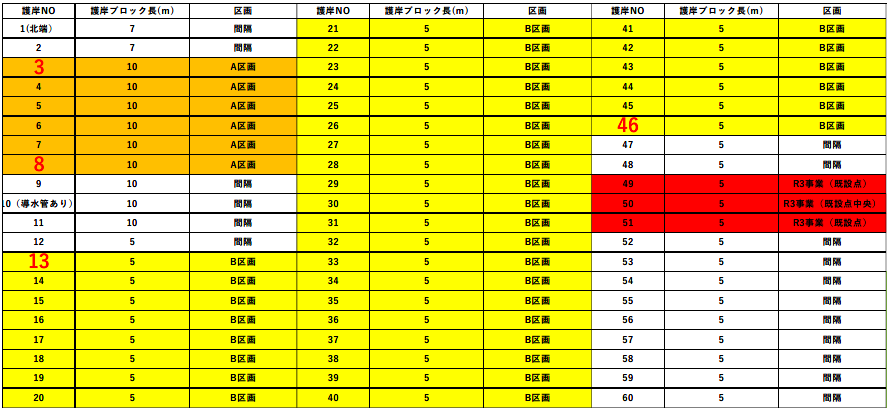 護岸NO 護岸ブロック長(m) 区画 護岸NO 護岸ブロック長(m) 区画 護岸NO 護岸ブロック長(m) 区画
1(北端) 7 間隔 21 5 B区画 41 5 B区画
2 7 間隔 22 5 B区画 42 5 B区画
3 10 A区画 23 5 B区画 43 5 B区画
4 10 A区画 24 5 B区画 44 5 B区画
5 10 A区画 25 5 B区画 45 5 B区画
6 10 A区画 26 5 B区画 46 5 B区画
7 10 A区画 27 5 B区画 47 5 間隔
8 10 A区画 28 5 B区画 48 5 間隔
9 10 間隔 29 5 B区画 49 5 R3事業（既設点）
10（導水管あり） 10 間隔 30 5 B区画 50 5 R3事業（既設点中央）
11 10 間隔 31 5 B区画 51 5 R3事業（既設点）
12 5 間隔 32 5 B区画 52 5 間隔
13 5 B区画 33 5 B区画 53 5 間隔
14 5 B区画 34 5 B区画 54 5 間隔
15 5 B区画 35 5 B区画 55 5 間隔
16 5 B区画 36 5 B区画 56 5 間隔
17 5 B区画 37 5 B区画 57 5 間隔
18 5 B区画 38 5 B区画 58 5 間隔
19 5 B区画 39 5 B区画 59 5 間隔
20 5 B区画 40 5 B区画 60 5 間隔